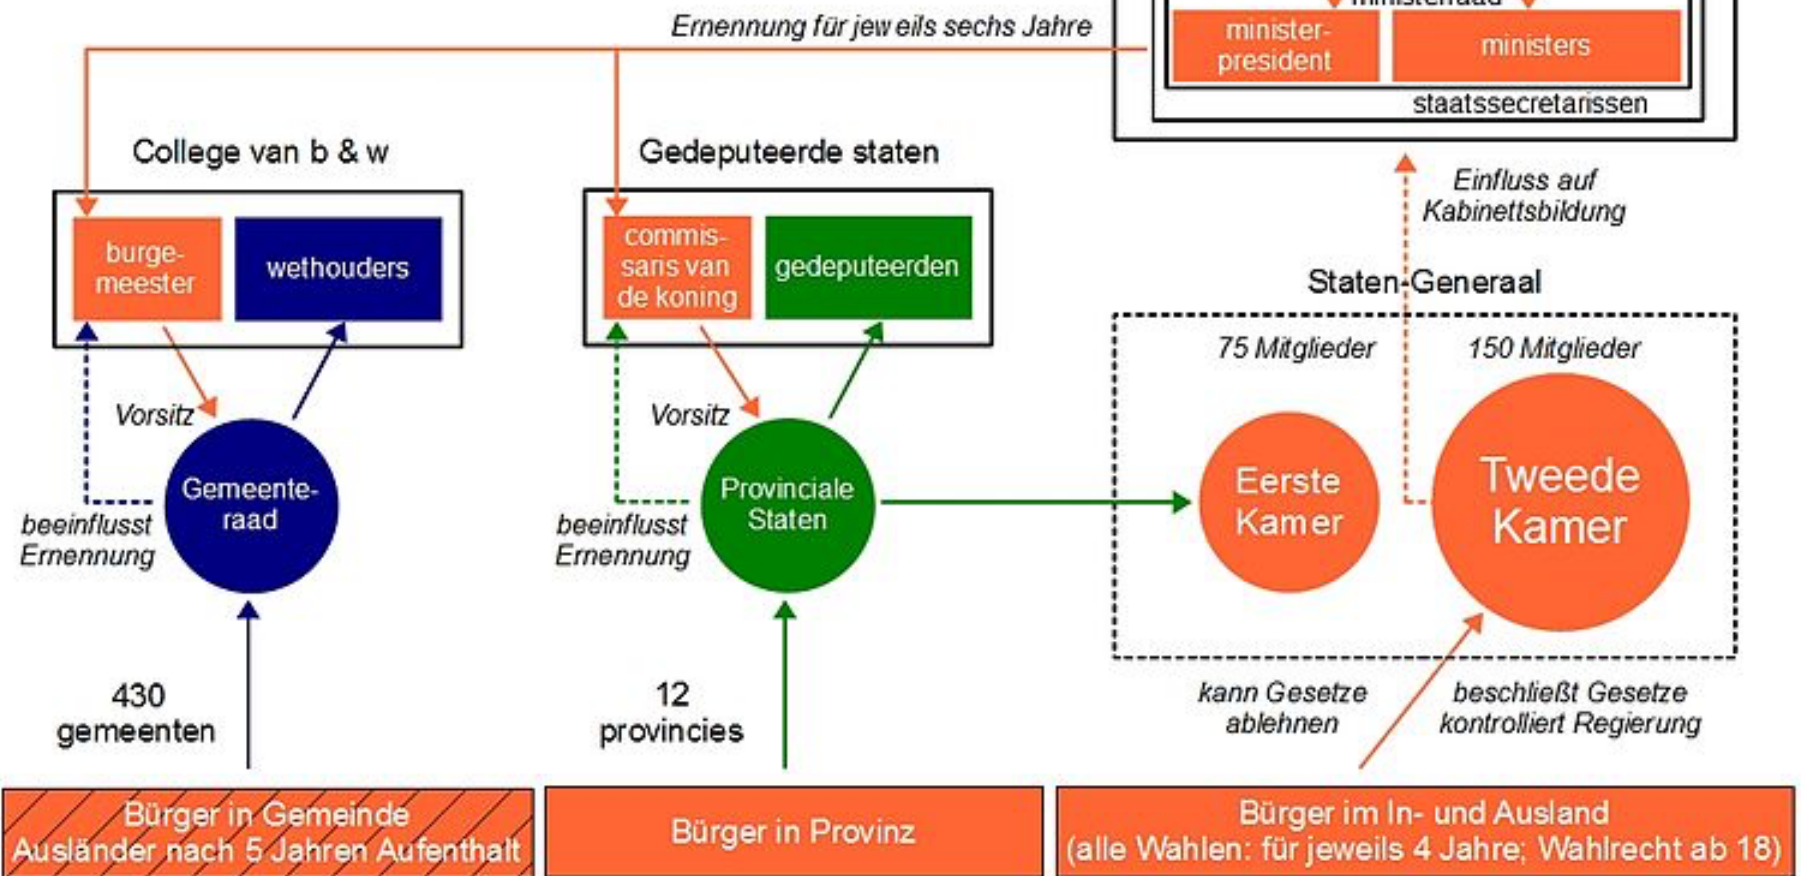 Ernennung für jeweils sechs Jahre
ministerraad
minister-
president
ministers
staatssecretarissen
College van b & w
Gedeputeerde staten
Einfluss auf
Kabinettsbildung
burge-
meester
wethouders
commis-
saris van
de koning
gedeputeerden
Staten-Generaal
75 Mitglieder
150 Mitglieder
Vorsitz
Vorsitz
Gemeente-
raad
Provinciale
Staten
Eerste
Kamer
Tweede
Kamer
beeinflusst
Ernennung
beeinflusst
Ernennung
430
gemeenten
12
provincies
kann Gesetze
ablehnen
beschließt Gesetze
kontrolliert Regierung
Bürger in Gemeinde
Ausländer nach 5 Jahren Aufenthalt
Bürger in Provinz
Bürger im In- und Ausland
(alle Wahlen: für jeweils 4 Jahre; Wahlrecht ab 18)